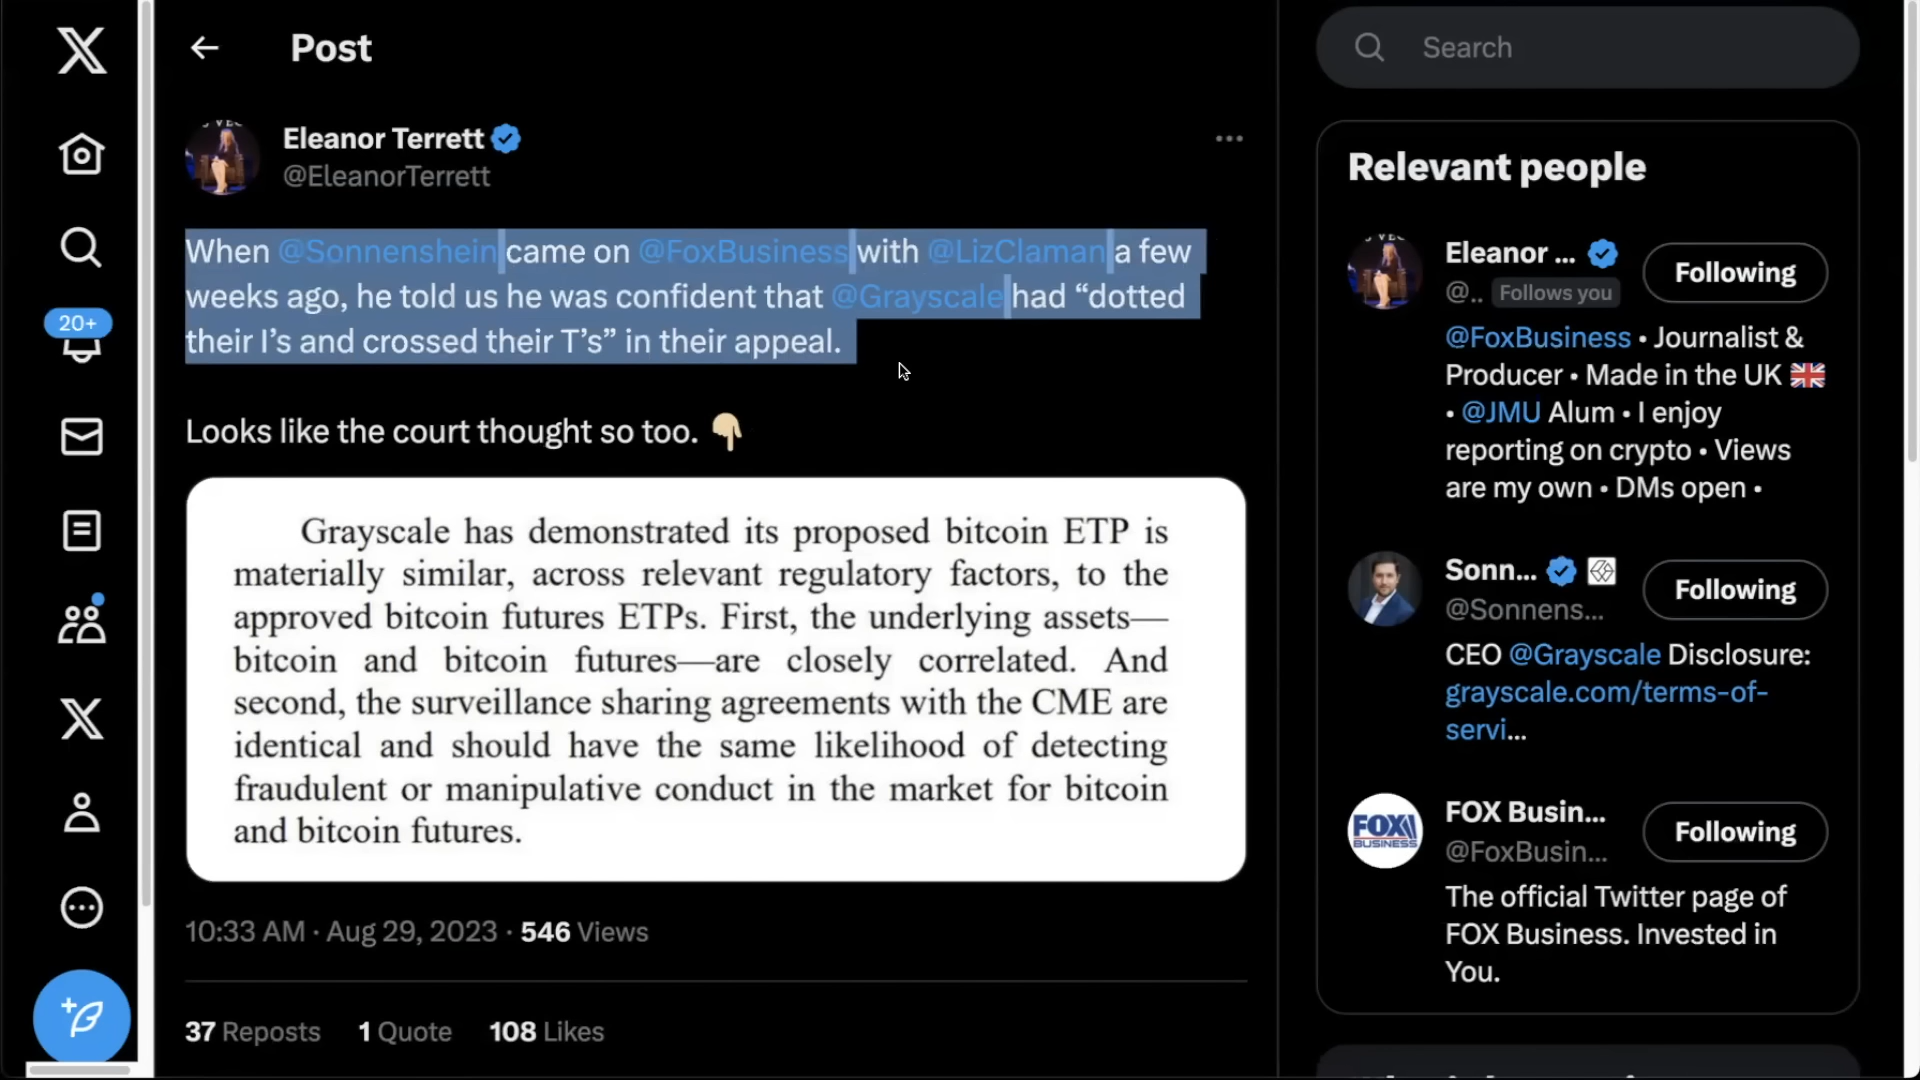 Post
Search
Eleanor Terrett
@EleanorTerrett
When @Sonnenshein came on @FoxBusiness with @LizClaman a few
weeks ago, he told us he was confident that @Grayscale had “dotted
their I’s and crossed their T’s” in their appeal.
Looks like the court thought so too.
Grayscale has demonstrated its proposed bitcoin ETP is
materially similar, across relevant regulatory factors, to the
approved bitcoin futures ETPs. First, the underlying assets—
bitcoin and bitcoin futures—are closely correlated. And
second, the surveillance sharing agreements with the CME are
identical and should have the same likelihood of detecting
fraudulent or manipulative conduct in the market for bitcoin
and bitcoin futures.
10:33 AM · Aug 29, 2023 · 546 Views
37 Reposts 1 Quote 108 Likes
20+
Relevant people
Eleanor ...
Following
@.. Follows you
@FoxBusiness • Journalist &
Producer • Made in the UK
• @JMU Alum • I enjoy
reporting on crypto • Views
are my own • DMs open •
Sonn...
Following
@Sonnens...
CEO @Grayscale Disclosure:
grayscale.com/terms-of-
servi...
FOX Busin...
Following
@FoxBusin...
FOX
BUSINESS
The official Twitter page of
FOX Business. Invested in
You.